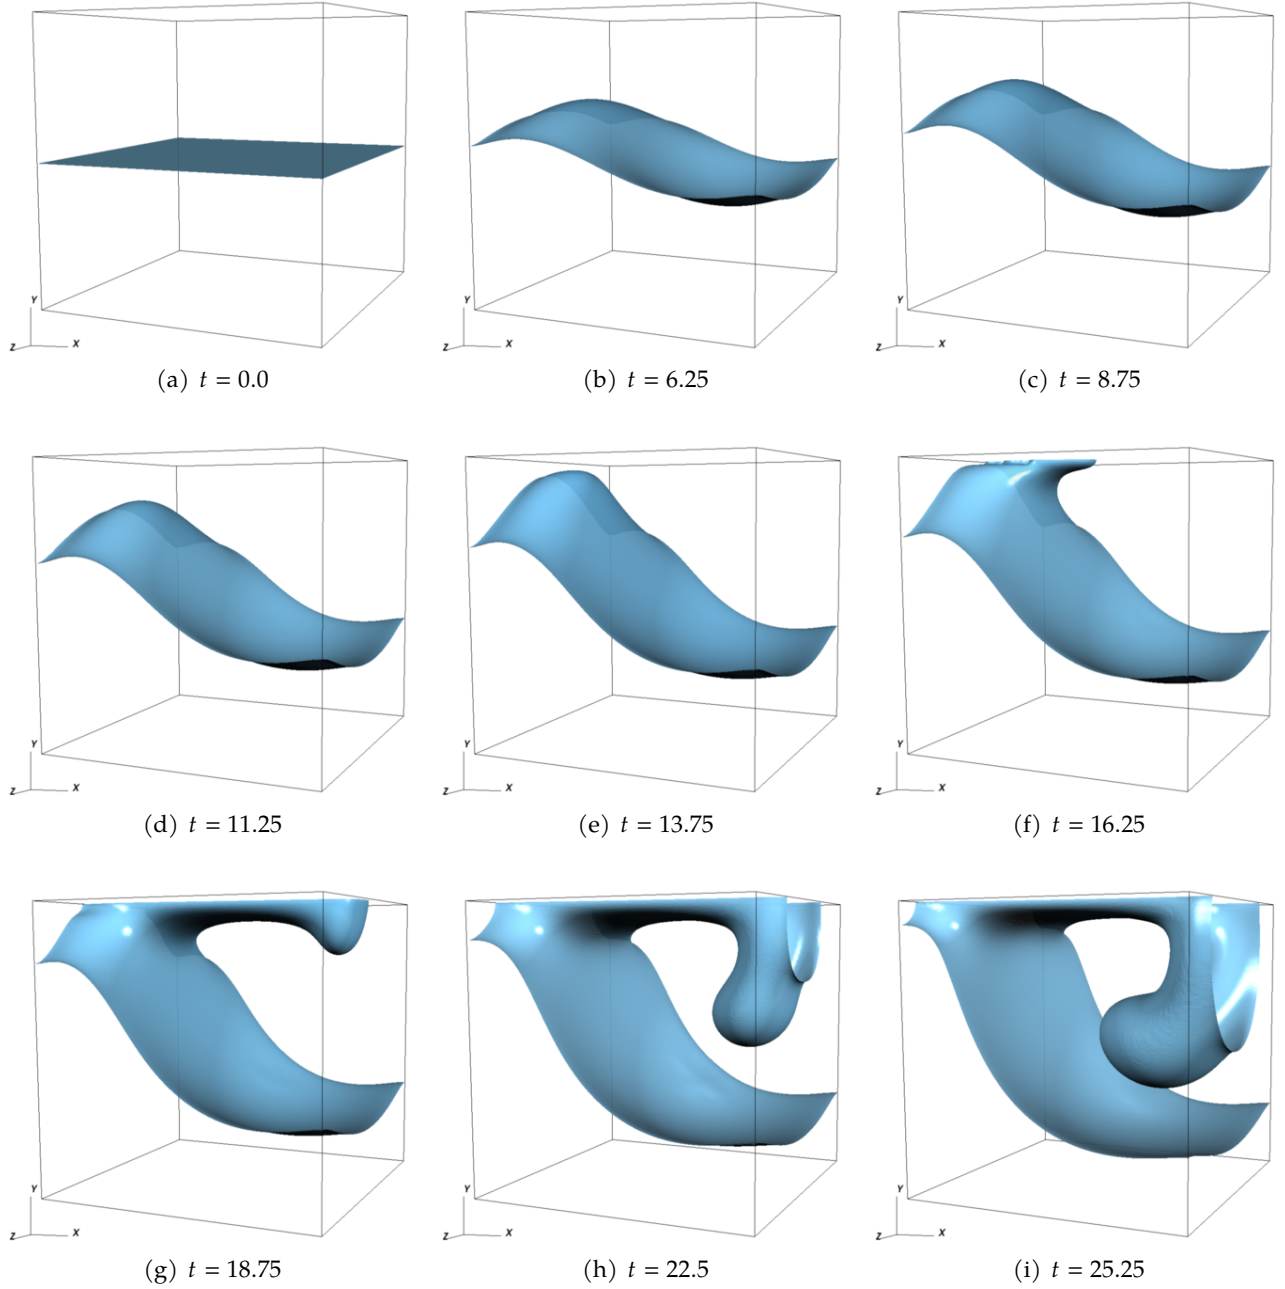 Y
Z X
Y
Z X
Y
Z X
(a) t = 0.0
(b) t = 6.25
(c) t = 8.75
Y
Z X
Y
Z X
Y
Z X
(d) t = 11.25
(e) t = 13.75
(f) t = 16.25
Y
Z X
Y
Z X
Y
Z X
(g) t = 18.75
(h) t = 22.5
(i) t = 25.25